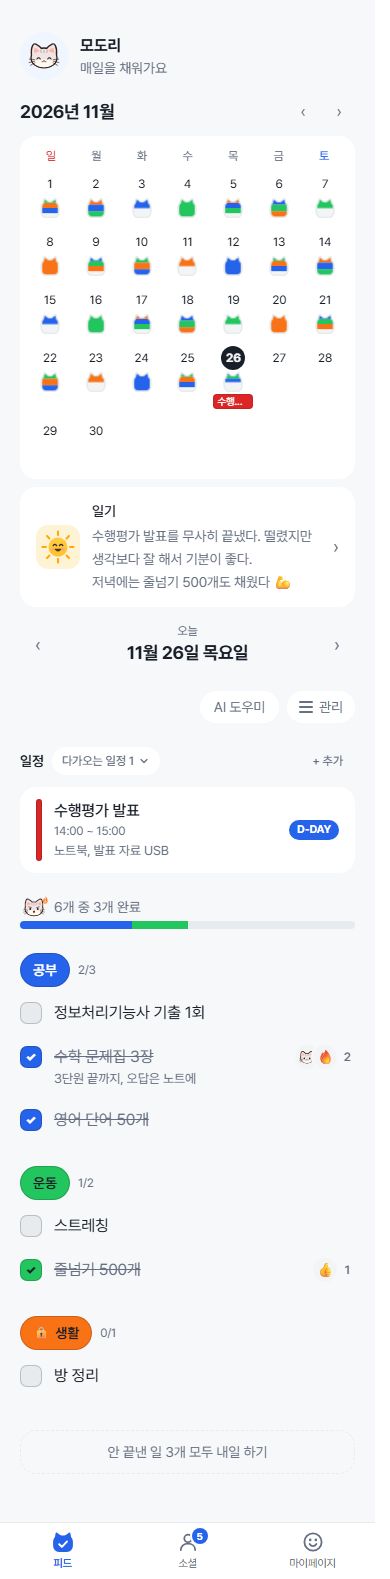 모도리
매일을 채워가요
2026년 11월
‹ ›
일 월 화 수 목 금 토
1 2 3 4 5 6 7
8 9 10 11 12 13 14
15 16 17 18 19 20 21
22 23 24 25 26 27 28
수행...
29 30
일기
수행평가 발표를 무사히 끝냈다. 떨렸지만
생각보다 잘 해서 기분이 좋다.
저녁에는 줄넘기 500개도 채웠다 💪
›
오늘
‹ 11월 26일 목요일 ›
AI 도우미 관리
일정 다가오는 일정 1 + 추가
수행평가 발표
14:00 ~ 15:00
노트북, 발표 자료 USB
D-DAY
6개 중 3개 완료
공부 2/3
정보처리기능사 기출 1회
수학 문제집 3장 🔥 2
3단원 끝까지, 오답은 노트에
영어 단어 50개
운동 1/2
스트레칭
줄넘기 500개 👍 1
🔒 생활 0/1
방 정리
안 끝낸 일 3개 모두 내일 하기
5
피드 소셜 마이페이지